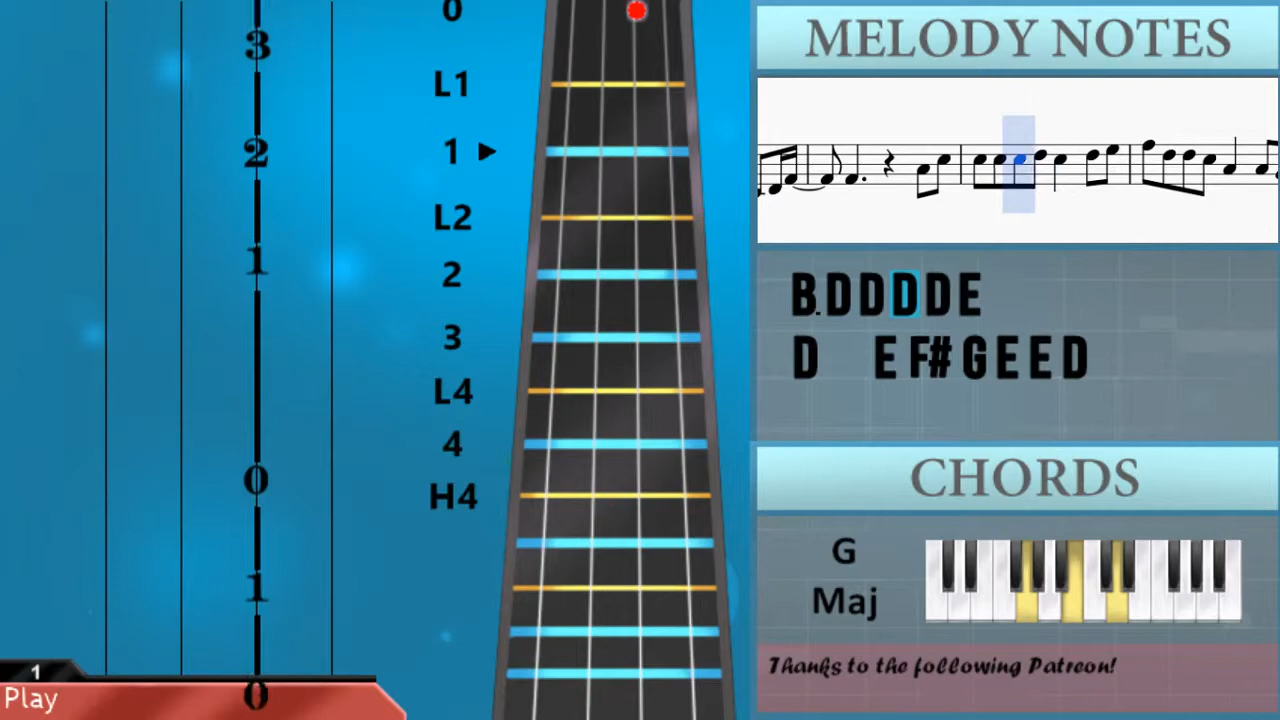 3
2
1
0
1
0
1
Play
0
L1
1
L2
2
3
L4
4
H4
MELODY NOTES
B.DDDDE
D EF#GEED
CHORDS
G
Maj
Thanks to the following Patreon!